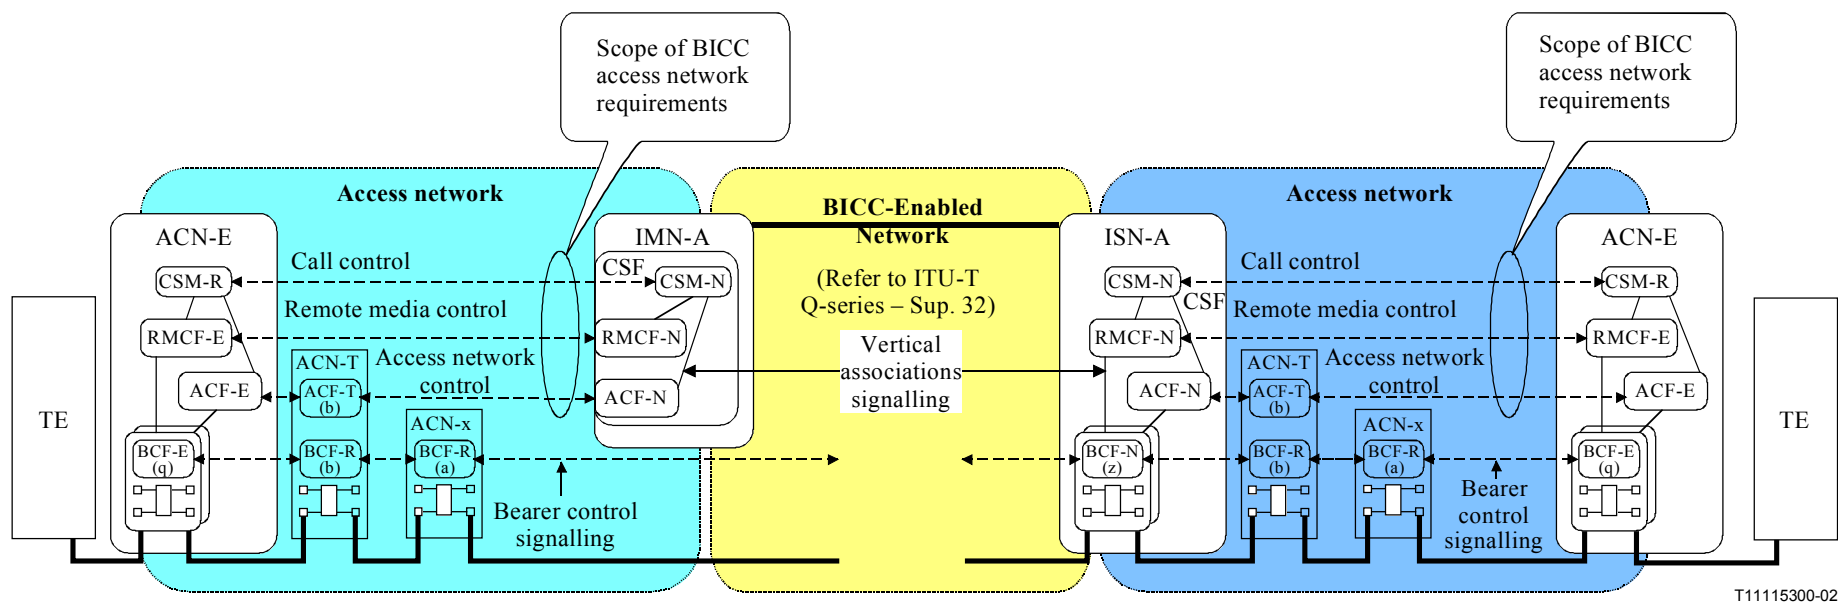 Scope of BICC
access network
requirements
Scope of BICC
access network
requirements
Access network
BICC-Enabled
Network
(Refer to ITU-T
Q-series – Sup. 32)
Access network
ACN-E
CSM-R
RMCF-E
ACF-E
BCF-E
(q)
TE
Call control
Remote media control
Access network
control
ACN-T
ACF-T
(b)
BCF-R
(b)
ACN-x
BCF-R
(a)
Bearer control
signalling
IMN-A
CSF
CSM-N
RMCF-N
ACF-N
Vertical
associations
signalling
ISN-A
CSM-N
CSF
RMCF-N
ACF-N
BCF-N
(z)
Call control
Remote media control
Access network
control
ACN-T
ACF-T
(b)
BCF-R
(b)
ACN-x
BCF-R
(a)
Bearer
control
signalling
ACN-E
CSM-R
RMCF-E
ACF-E
BCF-E
(q)
TE
T11115300-02